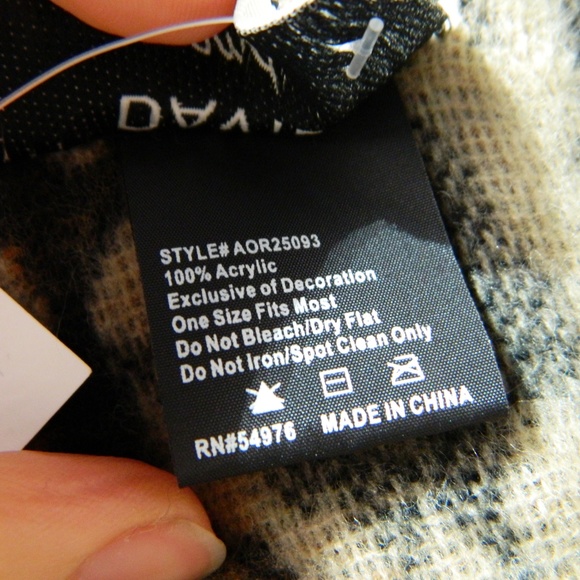 STYLE# AOR25093
100% Acrylic
Exclusive of Decoration
One Size Fits Most
Do Not Bleach/Dry Flat
Do Not Iron/Spot Clean Only
RN#54976 MADE IN CHINA